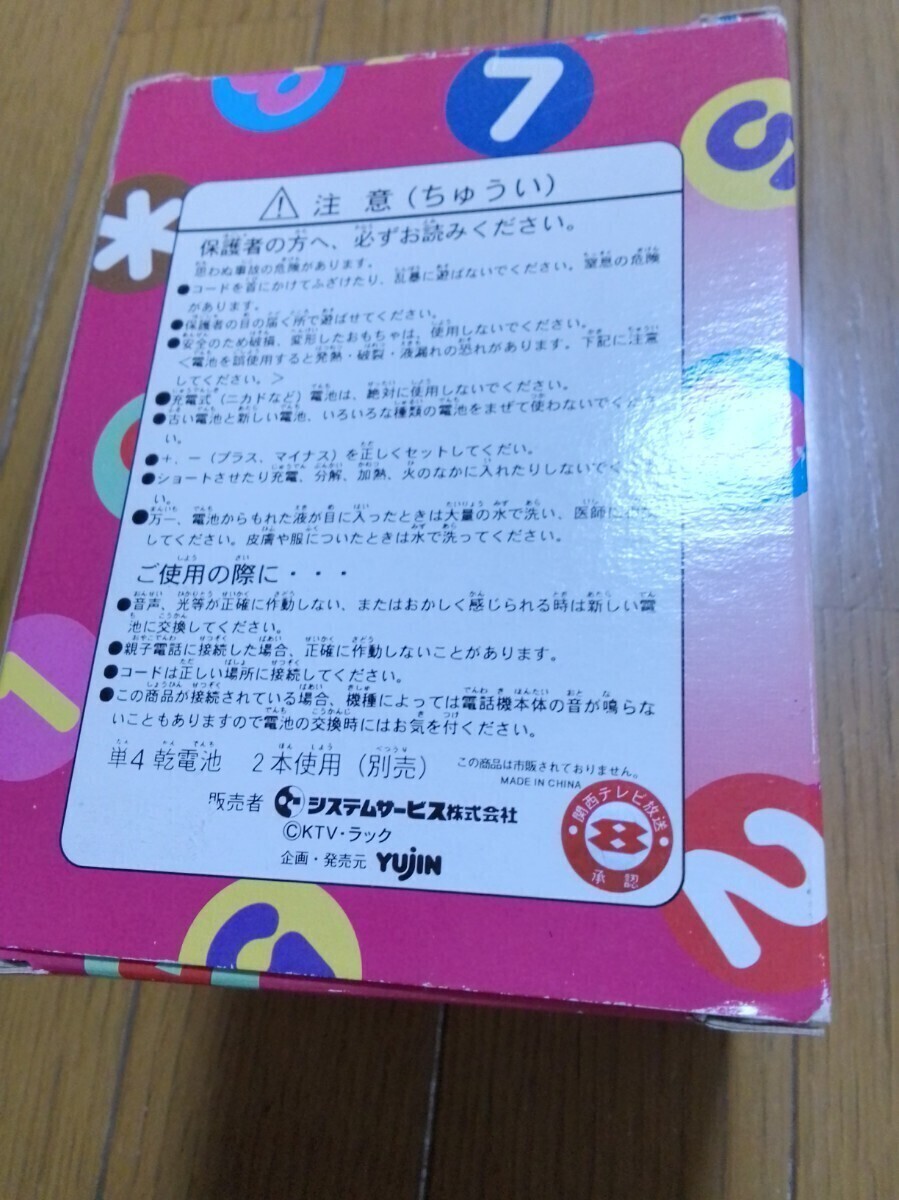 7
⚠ 注意(ちゅうい)
保護者の方へ、必ずお読みください。
思わぬ事故の危険があります。
●コードを首にかけてふざけたり、乱暴に遊ばないでください。窒息の危険
があります。
●保護者の目の届く所で遊ばせてください。
●安全のため破損、変形したおもちゃは、使用しないでください。
<電池を誤使用すると発熱・破裂・液漏れの恐れがあります。下記に注意
してください。>
●充電式(ニカドなど)電池は、絶対に使用しないでください。
●古い電池と新しい電池、いろいろな種類の電池をまぜて使わないでくださ
い。
●+、-(プラス、マイナス)を正しくセットしてくだい。
●ショートさせたり充電、分解、加熱、火のなかに入れたりしないでくださ
い。
●万一、電池からもれた液が目に入ったときは大量の水で洗い、医師に
してください。皮膚や服についたときは水で洗ってください。
ご使用の際に・・・
●音声、光等が正確に作動しない、またはおかしく感じられる時は新しい電
池に交換してください。
●親子電話に接続した場合、正確に作動しないことがあります。
●コードは正しい場所に接続してください。
●この商品が接続されている場合、機種によっては電話機本体の音が鳴らな
いこともありますので電池の交換時にはお気を付ください。
単4乾電池 2本使用(別売)
この商品は市販されておりません。
MADE IN CHINA
販売者 システムサービス株式会社
©KTV・ラック
企画・発売元 YUJIN
・関西テレビ放送・
8
承認
2